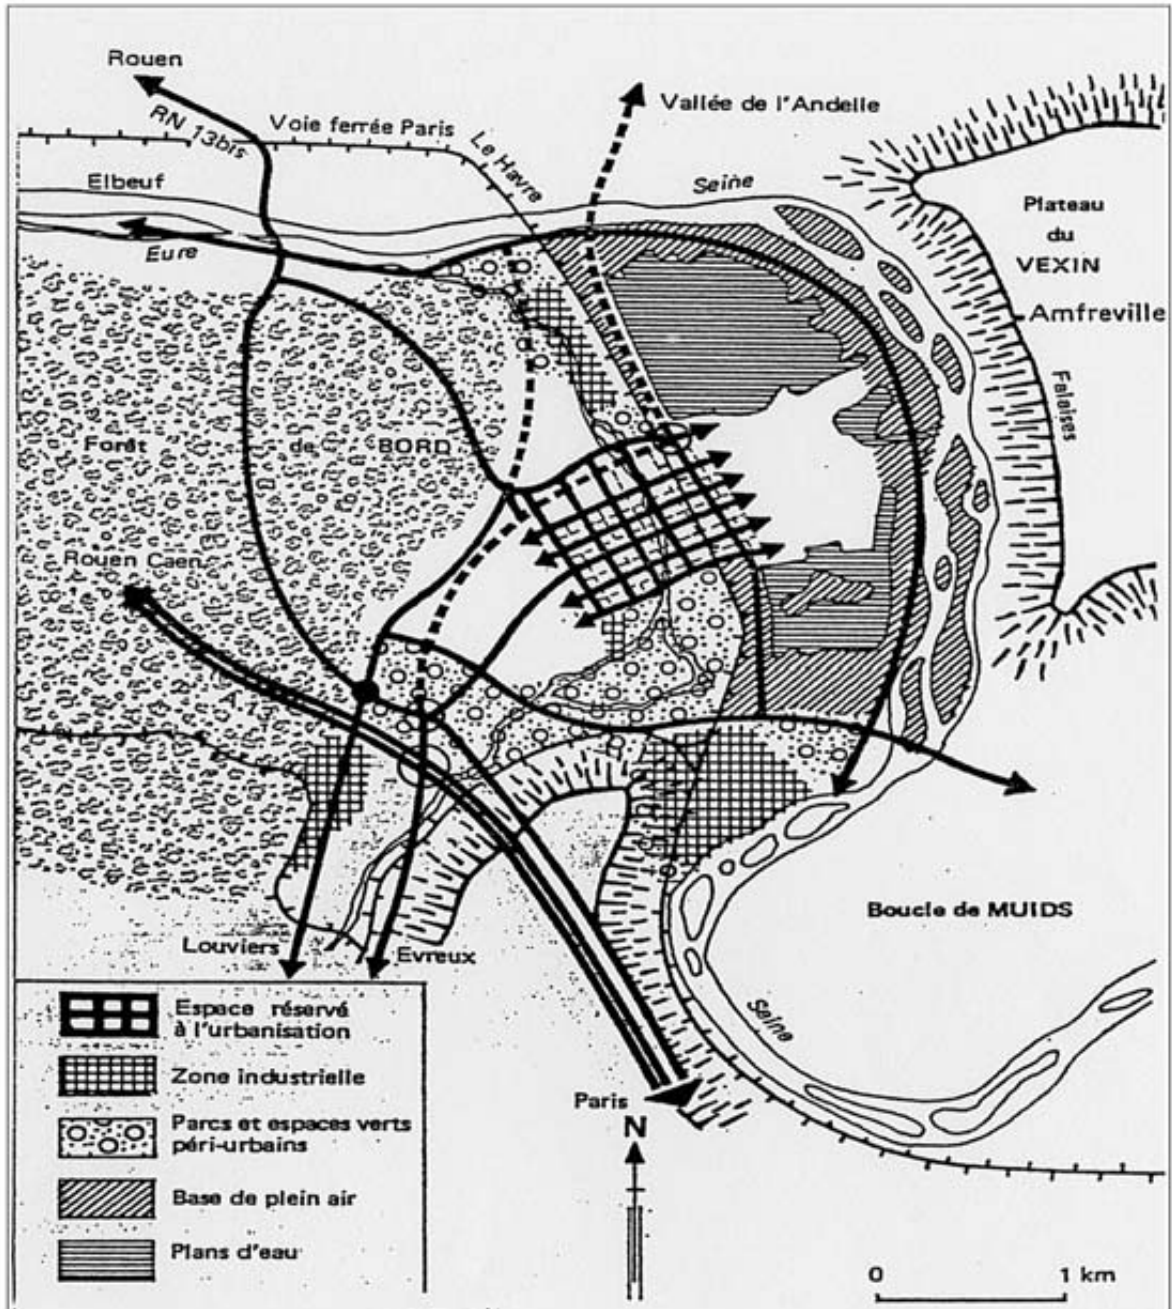 Rouen
RN 13bis
Voie ferrée Paris Le Havre
Vallée de l'Andelle
Elbeuf
Seine
Eure
Plateau
du
VEXIN
Amfreville
Falaises
Forêt de BORD
Rouen Caen
Boucle de MUIDS
Louviers
Evreux
Seine
Paris
N
Espace réservé
à l'urbanisation
Zone industrielle
Parcs et espaces verts
péri-urbains
Base de plein air
Plans d'eau
0 1 km